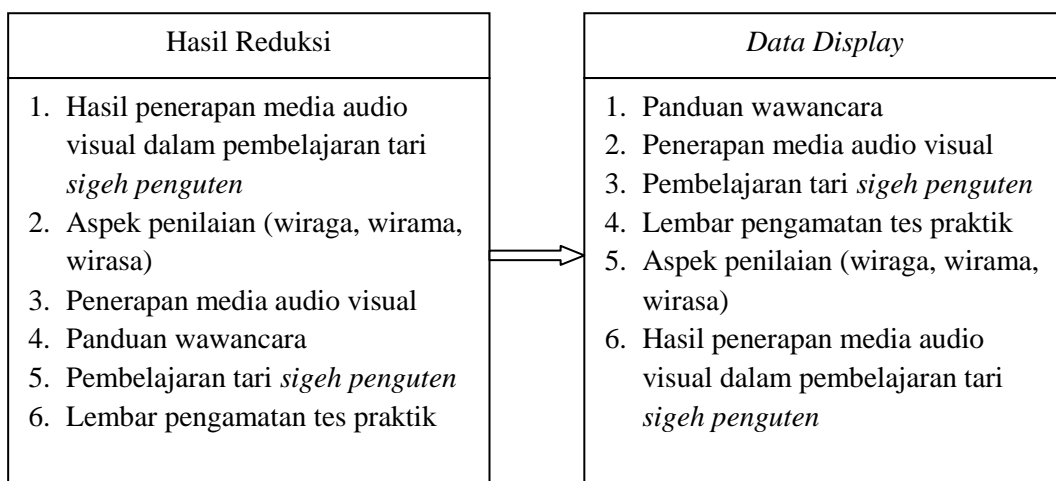 Hasil Reduksi
1. Hasil penerapan media audio
visual dalam pembelajaran tari
sigeh penguten
2. Aspek penilaian (wiraga, wirama,
wirasa)
3. Penerapan media audio visual
4. Panduan wawancara
5. Pembelajaran tari sigeh penguten
6. Lembar pengamatan tes praktik
Data Display
1. Panduan wawancara
2. Penerapan media audio visual
3. Pembelajaran tari sigeh penguten
4. Lembar pengamatan tes praktik
5. Aspek penilaian (wiraga, wirama,
wirasa)
6. Hasil penerapan media audio
visual dalam pembelajaran tari
sigeh penguten